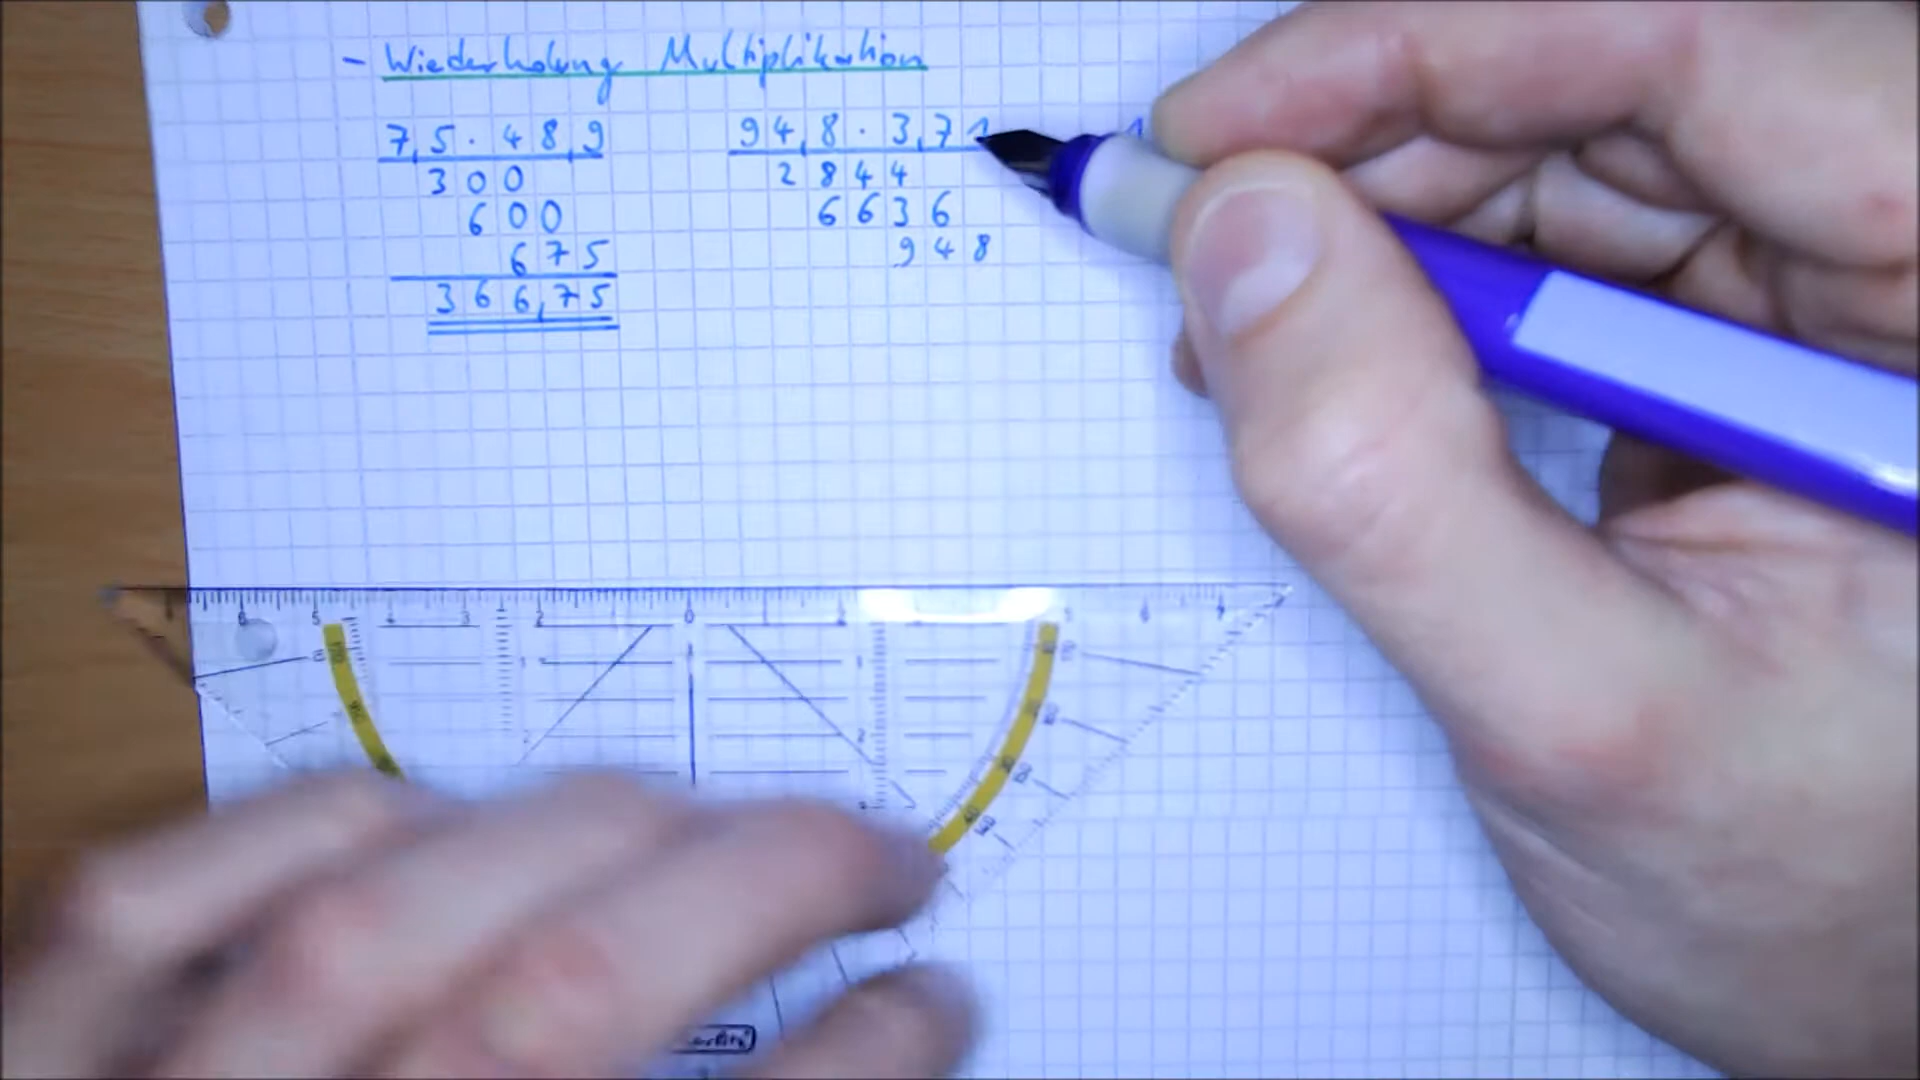 - Wiederholung Multiplikation
7,5 · 48,9
300
600
675
366,75
94,8 · 3,71
2844
6636
948